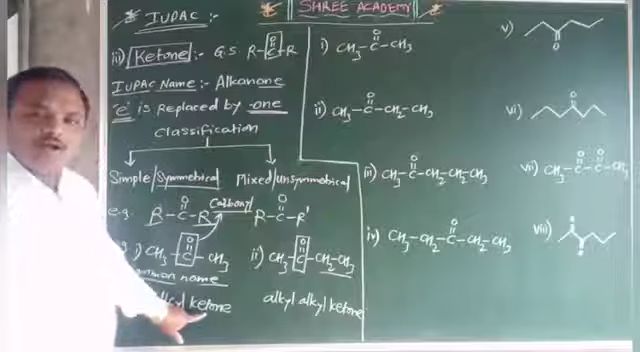 IUPAC :-
SHREE ACADEMY
iii) Ketone :- G.S. R-C-R
O
IUPAC Name :- Alkanone
'e' is Replaced by one
Classification
Simple/Symmetrical Mixed/Unsymmetrical
Carbonyl
O O
e.g. R-C-R R-C-R'
O O
i) CH3-C-CH3 ii) CH3-C-CH2-CH3
name
alkyl ketone alkyl alkyl ketone
O
i) CH3-C-CH3
O
ii) CH3-C-CH2-CH3
O
iii) CH3-C-CH2-CH2-CH3
O
iv) CH3-CH2-C-CH2-CH3
v)
O
vi)
O
O O
vii) CH3-C-C-CH3
viii)